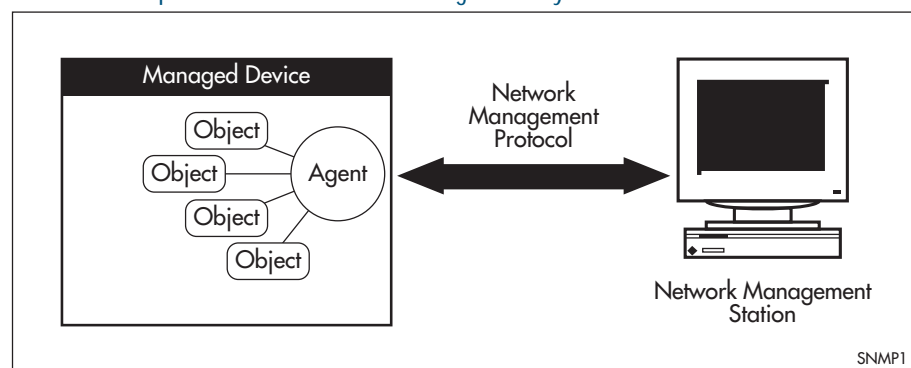 Managed Device
Object
Object
Object
Object
Agent
Network
Management
Protocol
Network Management
Station
SNMP1